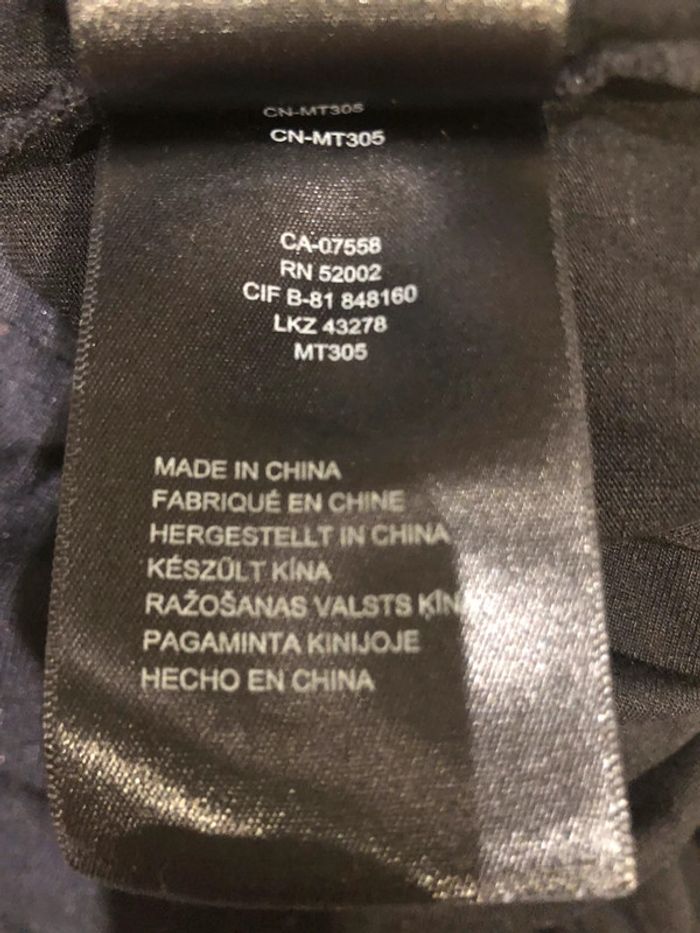 CN-MT305
CN-MT305
CA-07558
RN 52002
CIF B-81 848160
LKZ 43278
MT305
MADE IN CHINA
FABRIQUÉ EN CHINE
HERGESTELLT IN CHINA
KÉSZŰLT KÍNA
RAŽOŠANAS VALSTS ĶĪN
PAGAMINTA KINIJOJE
HECHO EN CHINA